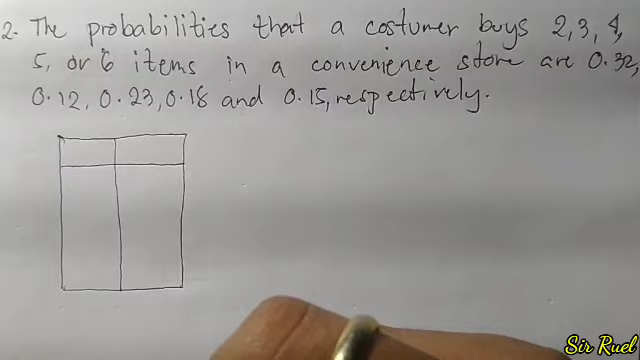 2. The probabilities that a costumer buys 2, 3, 4,
5, or 6 items in a convenience store are 0.32,
0.12, 0.23, 0.18 and 0.15, respectively.
Sir Ruel